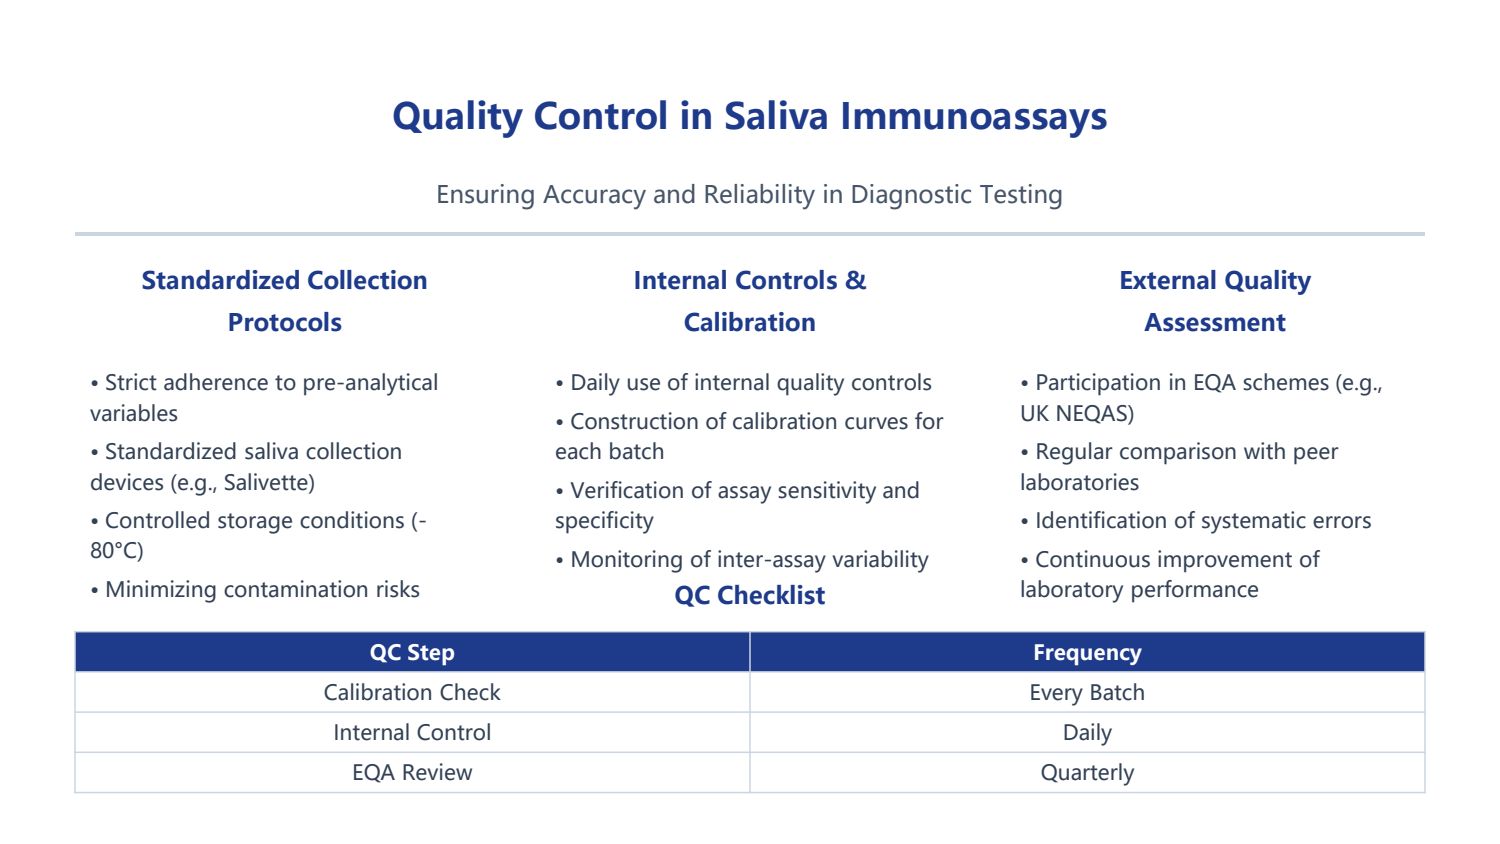 Quality Control in Saliva Immunoassays
Ensuring Accuracy and Reliability in Diagnostic Testing
Standardized Collection
Protocols
• Strict adherence to pre-analytical
variables
• Standardized saliva collection
devices (e.g., Salivette)
• Controlled storage conditions (-
80°C)
• Minimizing contamination risks
Internal Controls &
Calibration
• Daily use of internal quality controls
• Construction of calibration curves for
each batch
• Verification of assay sensitivity and
specificity
• Monitoring of inter-assay variability
External Quality
Assessment
• Participation in EQA schemes (e.g.,
UK NEQAS)
• Regular comparison with peer
laboratories
• Identification of systematic errors
• Continuous improvement of
laboratory performance
QC Checklist
QC Step Frequency
Calibration Check Every Batch
Internal Control Daily
EQA Review Quarterly